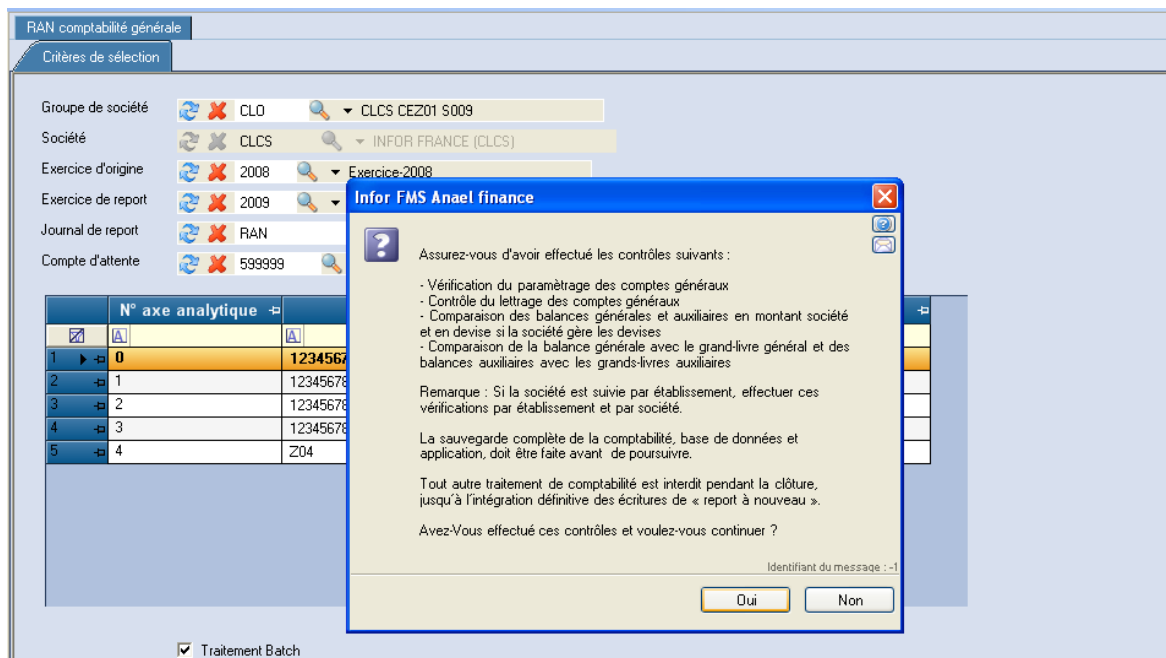 RAN comptabilité générale
Critères de sélection
Groupe de société CLO CLCS CEZ01 S009
Société CLCS INFOR FRANCE (CLCS)
Exercice d'origine 2008 Exercice-2008
Exercice de report 2009
Journal de report RAN
Compte d'attente 599999
N° axe analytique
1 0 1234567
2 1 12345678
3 2 12345678
4 3 12345678
5 4 Z04
Traitement Batch
Infor FMS Anael finance
Assurez-vous d'avoir effectué les contrôles suivants :
- Vérification du paramètrage des comptes généraux
- Contrôle du lettrage des comptes généraux
- Comparaison des balances générales et auxiliaires en montant société
et en devise si la société gère les devises
- Comparaison de la balance générale avec le grand-livre général et des
balances auxiliaires avec les grands-livres auxiliaires
Remarque : Si la société est suivie par établissement, effectuer ces
vérifications par établissement et par société.
La sauvegarde complète de la comptabilité, base de données et
application, doit être faite avant de poursuivre.
Tout autre traitement de comptabilité est interdit pendant la clôture,
jusqu'à l'intégration définitive des écritures de « report à nouveau ».
Avez-Vous effectué ces contrôles et voulez-vous continuer ?
Identifiant du message : -1
Oui Non